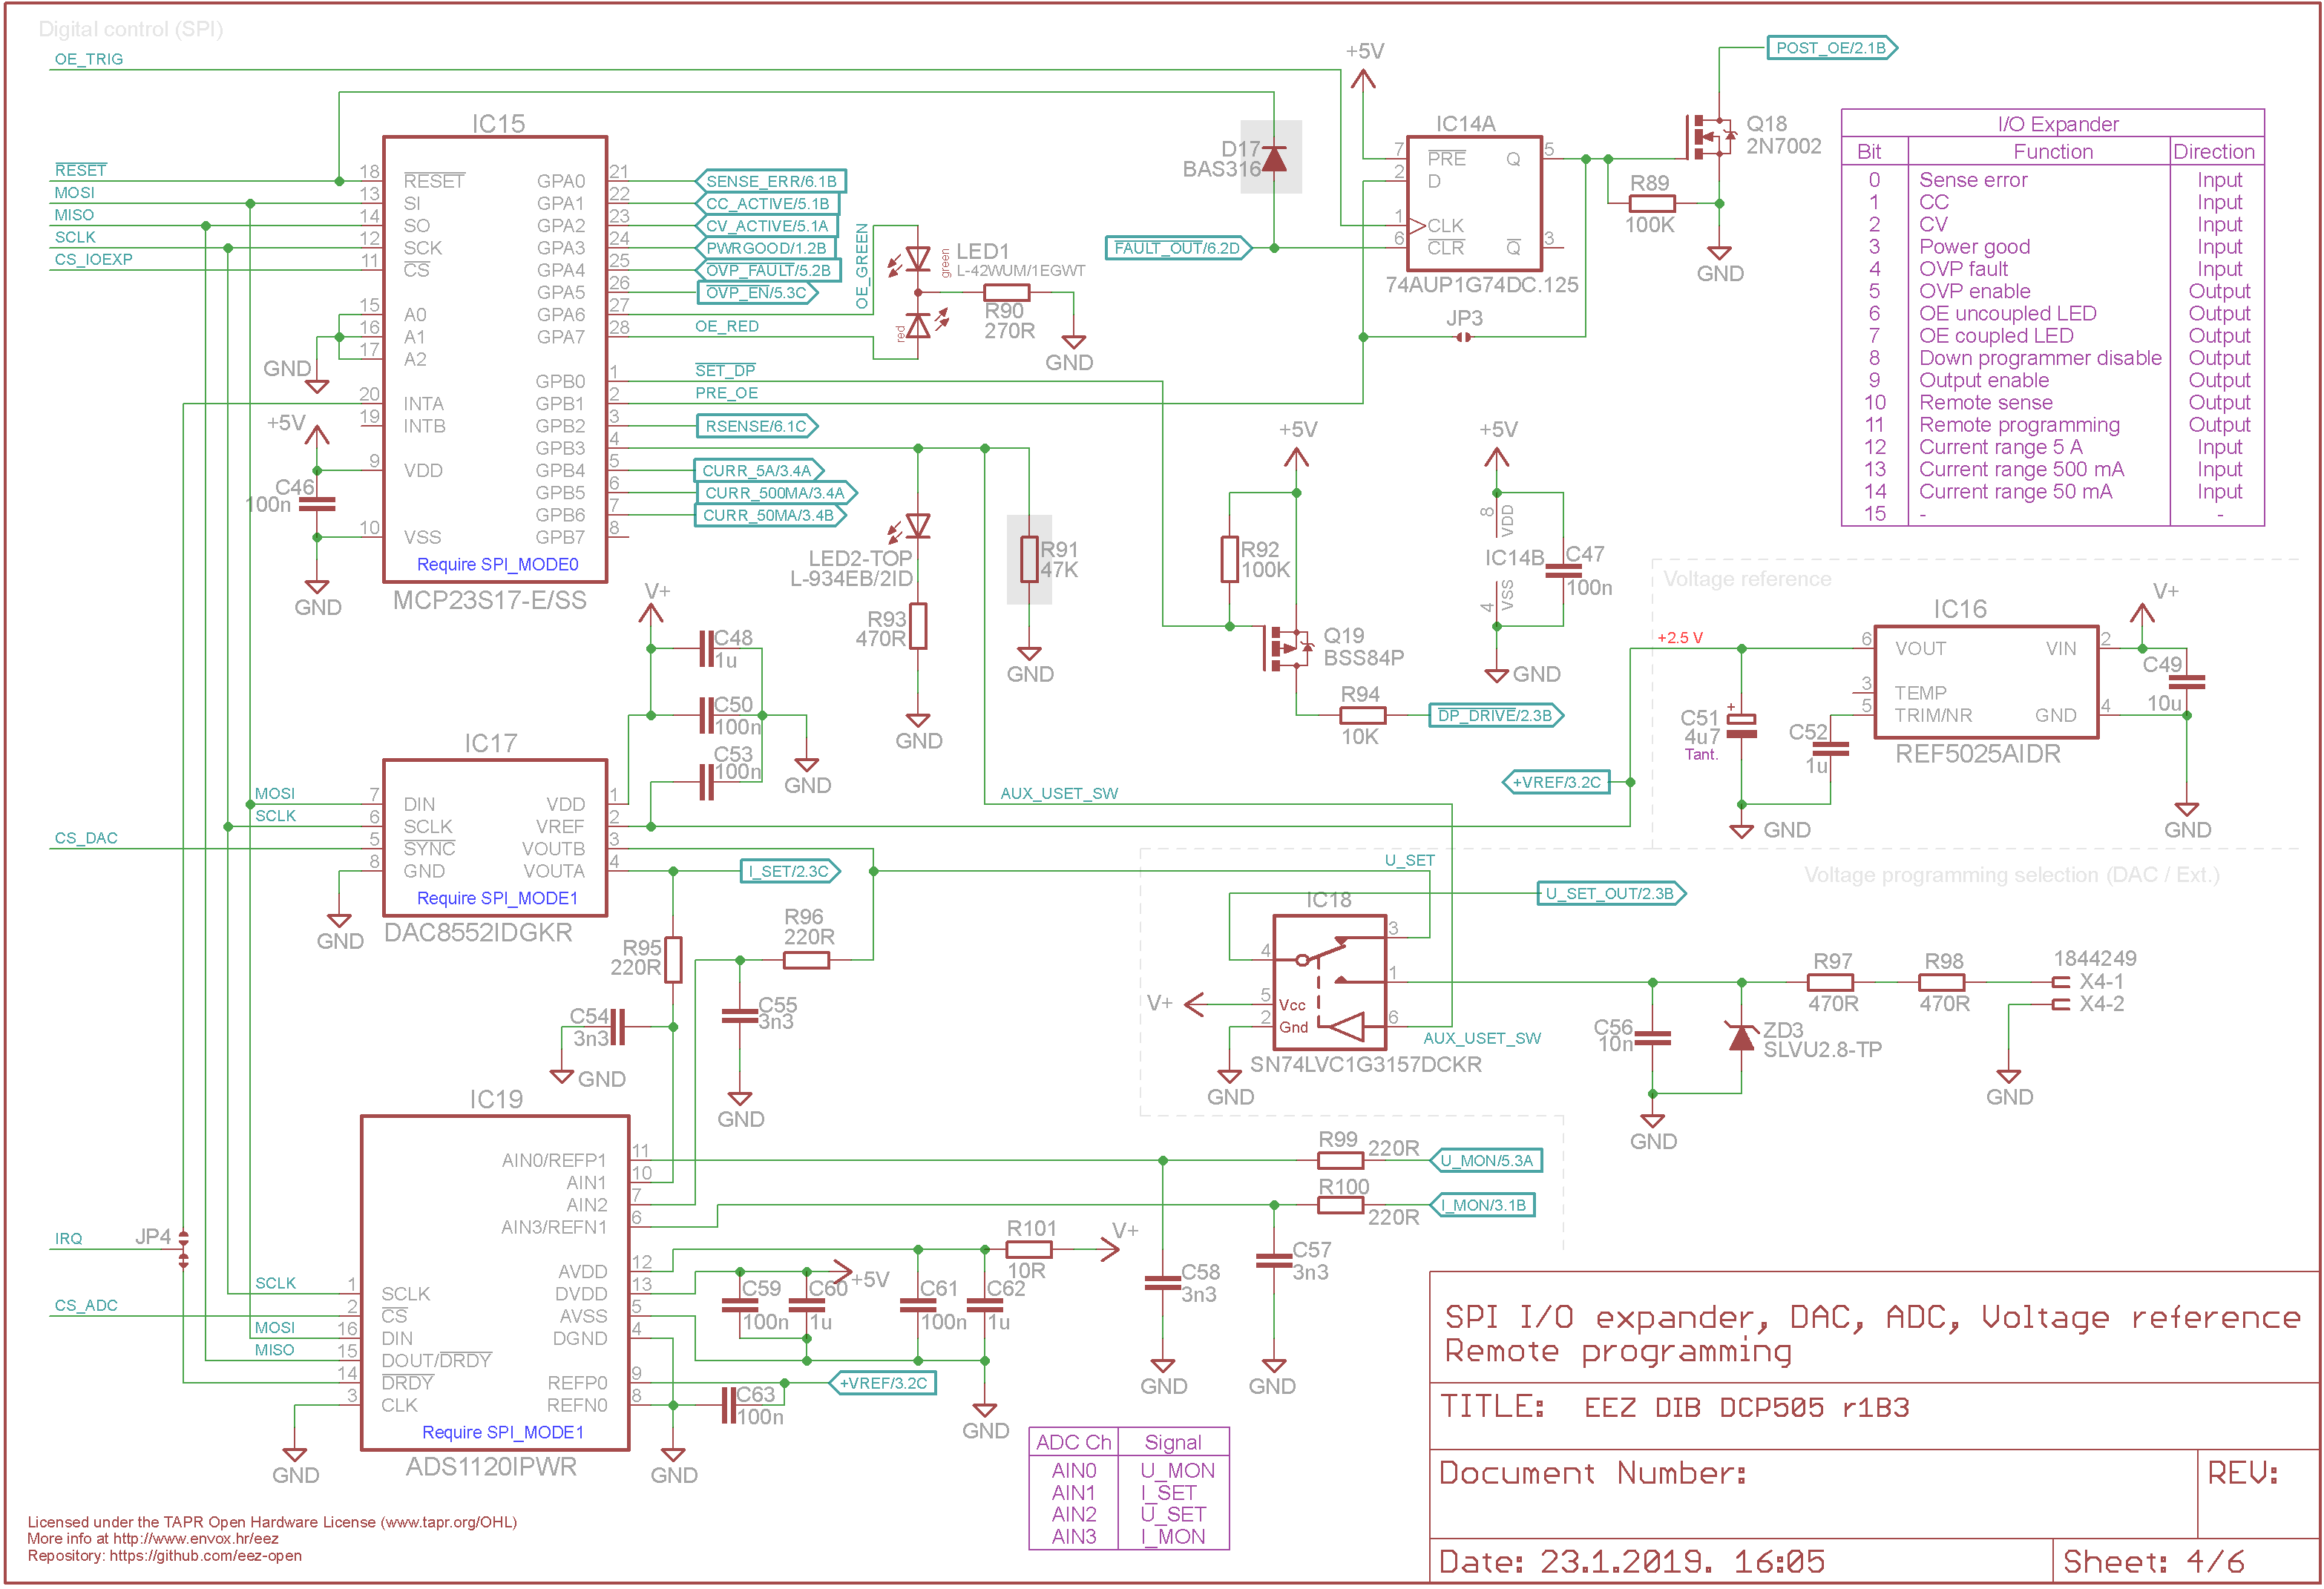 Digital control (SPI)
OE_TRIG
RESET
MOSI
MISO
SCLK
CS_IOEXP
IC15
18 RESET
13 SI
14 SO
12 SCK
11 CS
15 A0
16 A1
17 A2
20 INTA
19 INTB
9 VDD
10 VSS
GPA0 21
GPA1 22
GPA2 23
GPA3 24
GPA4 25
GPA5 26
GPA6 27
GPA7 28
GPB0 1
GPB1 2
GPB2 3
GPB3 4
GPB4 5
GPB5 6
GPB6 7
GPB7 8
Require SPI_MODE0
MCP23S17-E/SS
GND
+5V
C46
100n
GND
SENSE_ERR/6.1B
CC_ACTIVE/5.1B
CV_ACTIVE/5.1A
PWRGOOD/1.2B
OVP_FAULT/5.2B
OVP_EN/5.3C
OE_GREEN
OE_RED
SET_DP
PRE_OE
RSENSE/6.1C
CURR_5A/3.4A
CURR_500MA/3.4A
CURR_50MA/3.4B
green
red
LED1
L-42WUM/1EGWT
R90
270R
GND
D17
BAS316
FAULT_OUT/6.2D
+5V
IC14A
7 PRE
2 D
1 CLK
6 CLR
Q 5
Q 3
74AUP1G74DC.125
JP3
POST_OE/2.1B
Q18
2N7002
R89
100K
GND
I/O Expander
Bit Function Direction
0 Sense error Input
1 CC Input
2 CV Input
3 Power good Input
4 OVP fault Input
5 OVP enable Output
6 OE uncoupled LED Output
7 OE coupled LED Output
8 Down programmer disable Output
9 Output enable Output
10 Remote sense Output
11 Remote programming Output
12 Current range 5 A Input
13 Current range 500 mA Input
14 Current range 50 mA Input
15 - -
LED2-TOP
L-934EB/2ID
R93
470R
GND
R91
47K
GND
+5V
R92
100K
Q19
BSS84P
R94
10K
DP_DRIVE/2.3B
+5V
8 VDD
IC14B
4 VSS
C47
100n
GND
Voltage reference
+2.5 V
IC16
6 VOUT
3 TEMP
5 TRIM/NR
VIN 2
GND 4
REF5025AIDR
V+
C49
10u
GND
C51
4u7
Tant.
+
C52
1u
GND
+VREF/3.2C
V+
C48
1u
C50
100n
C53
100n
GND
IC17
MOSI
SCLK
CS_DAC
7 DIN
6 SCLK
5 SYNC
8 GND
VDD 1
VREF 2
VOUTB 3
VOUTA 4
Require SPI_MODE1
DAC8552IDGKR
GND
I_SET/2.3C
AUX_USET_SW
U_SET
Voltage programming selection (DAC / Ext.)
U_SET_OUT/2.3B
IC18
4
3
1
5 Vcc
2 Gnd
6
V+
GND
AUX_USET_SW
SN74LVC1G3157DCKR
R95
220R
R96
220R
C54
3n3
GND
C55
3n3
GND
C56
10n
ZD3
SLVU2.8-TP
GND
R97
470R
R98
470R
1844249
X4-1
X4-2
GND
IC19
AIN0/REFP1 11
AIN1 10
AIN2 7
AIN3/REFN1 6
AVDD 12
DVDD 13
AVSS 5
DGND 4
REFP0 9
REFN0 8
IRQ
JP4
CS_ADC
SCLK
MOSI
MISO
1 SCLK
2 CS
16 DIN
15 DOUT/DRDY
14 DRDY
3 CLK
Require SPI_MODE1
ADS1120IPWR
GND
GND
R99
220R
U_MON/5.3A
R100
220R
I_MON/3.1B
R101
10R
V+
+5V
C59
100n
C60
1u
C61
100n
C62
1u
C58
3n3
C57
3n3
GND
GND
GND
C63
100n
+VREF/3.2C
ADC Ch Signal
AIN0 U_MON
AIN1 I_SET
AIN2 U_SET
AIN3 I_MON
SPI I/O expander, DAC, ADC, Voltage reference
Remote programming
TITLE: EEZ DIB DCP505 r1B3
Document Number:
REV:
Date: 23.1.2019. 16:05
Sheet: 4/6
Licensed under the TAPR Open Hardware License (www.tapr.org/OHL)
More info at http://www.envox.hr/eez
Repository: https://github.com/eez-open